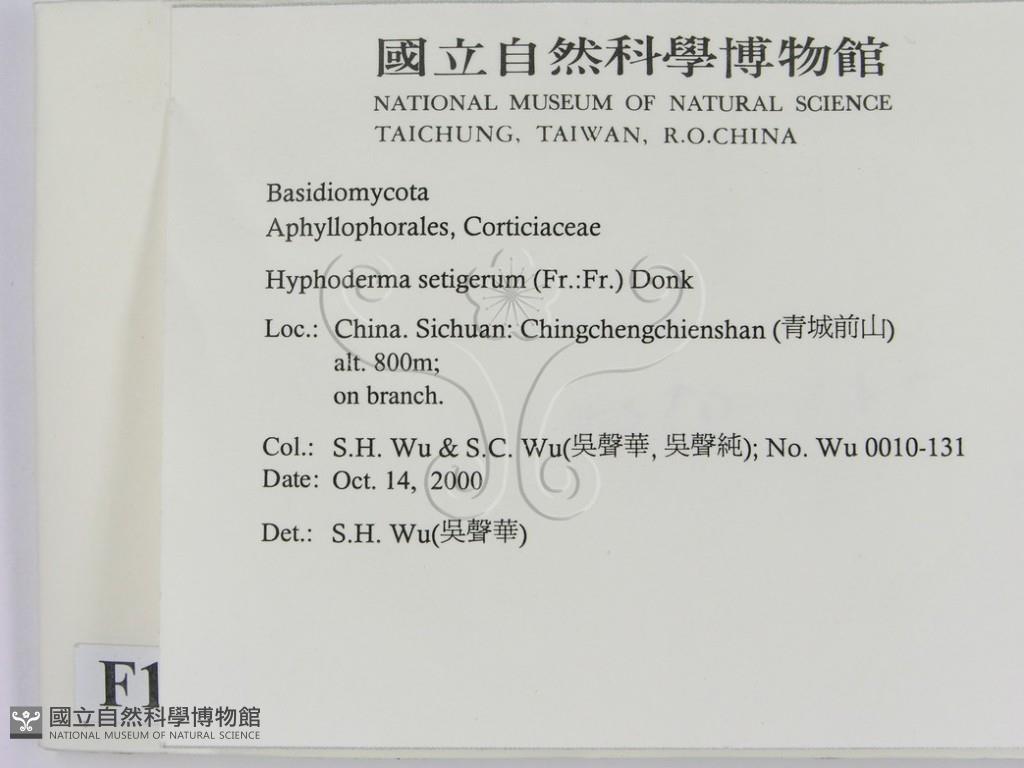 國立自然科學博物館
NATIONAL MUSEUM OF NATURAL SCIENCE
TAICHUNG, TAIWAN, R.O.CHINA
Basidiomycota
Aphyllophorales, Corticiaceae
Hyphoderma setigerum (Fr.:Fr.) Donk
Loc.: China. Sichuan: Chingchengchienshan (青城前山)
alt. 800m;
on branch.
Col.: S.H. Wu & S.C. Wu(吳聲華, 吳聲純); No. Wu 0010-131
Date: Oct. 14, 2000
Det.: S.H. Wu(吳聲華)
F1
國立自然科學博物館
NATIONAL MUSEUM OF NATURAL SCIENCE